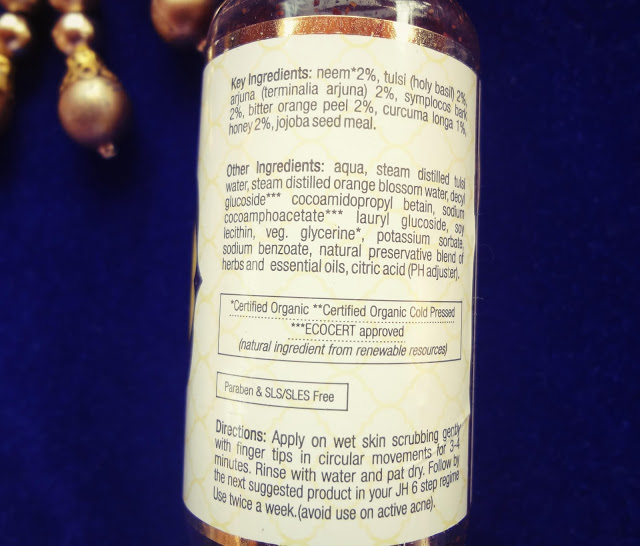 Key Ingredients: neem*2%, tulsi (holy basil) 2%,
arjuna (terminalia arjuna) 2%, symplocos bark
2%, bitter orange peel 2%, curcuma longa 1%,
honey 2%, jojoba seed meal.
Other Ingredients: aqua, steam distilled tulsi
water, steam distilled orange blossom water, decyl
glucoside*** cocoamidopropyl betain, sodium
cocoamphoacetate*** lauryl glucoside, soy
lecithin, veg. glycerine*, potassium sorbate,
sodium benzoate, natural preservative blend of
herbs and essential oils, citric acid (PH adjuster).
*Certified Organic **Certified Organic Cold Pressed
***ECOCERT approved
(natural ingredient from renewable resources)
Paraben & SLS/SLES Free
Directions: Apply on wet skin scrubbing gently
with finger tips in circular movements for 3-4
minutes. Rinse with water and pat dry. Follow by
the next suggested product in your JH 6 step regime
Use twice a week.(avoid use on active acne).